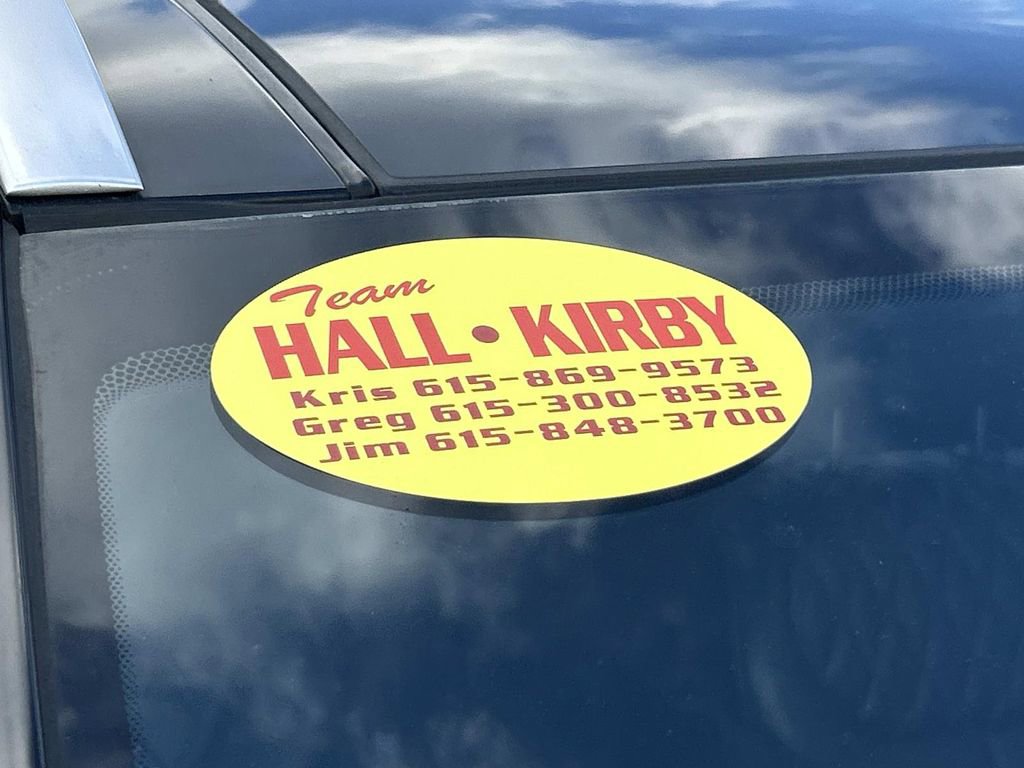 Team
HALL • KIRBY
Kris 615-869-9573
Greg 615-300-8532
Jim 615-848-3700